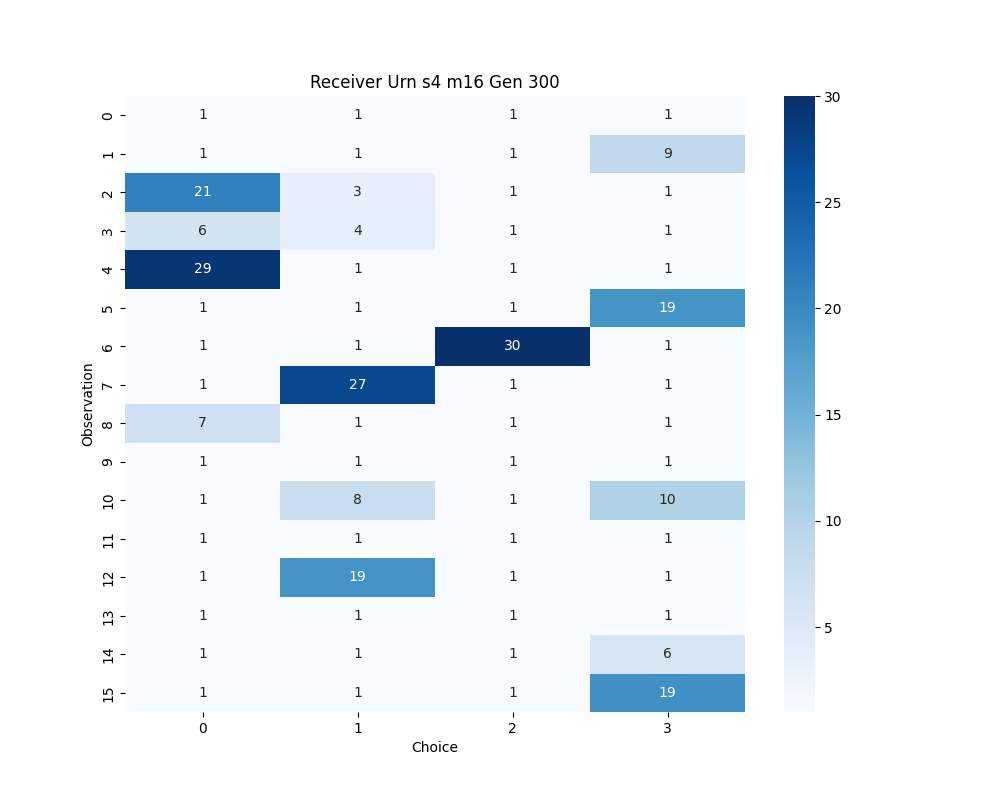 Receiver Urn s4 m16 Gen 300
0 1 1 1 1
1 1 1 1 9
2 21 3 1 1
3 6 4 1 1
4 29 1 1 1
5 1 1 1 19
6 1 1 30 1
7 1 27 1 1
8 7 1 1 1
9 1 1 1 1
10 1 8 1 10
11 1 1 1 1
12 1 19 1 1
13 1 1 1 1
14 1 1 1 6
15 1 1 1 19
0 1 2 3
Choice
Observation
30
25
20
15
10
5